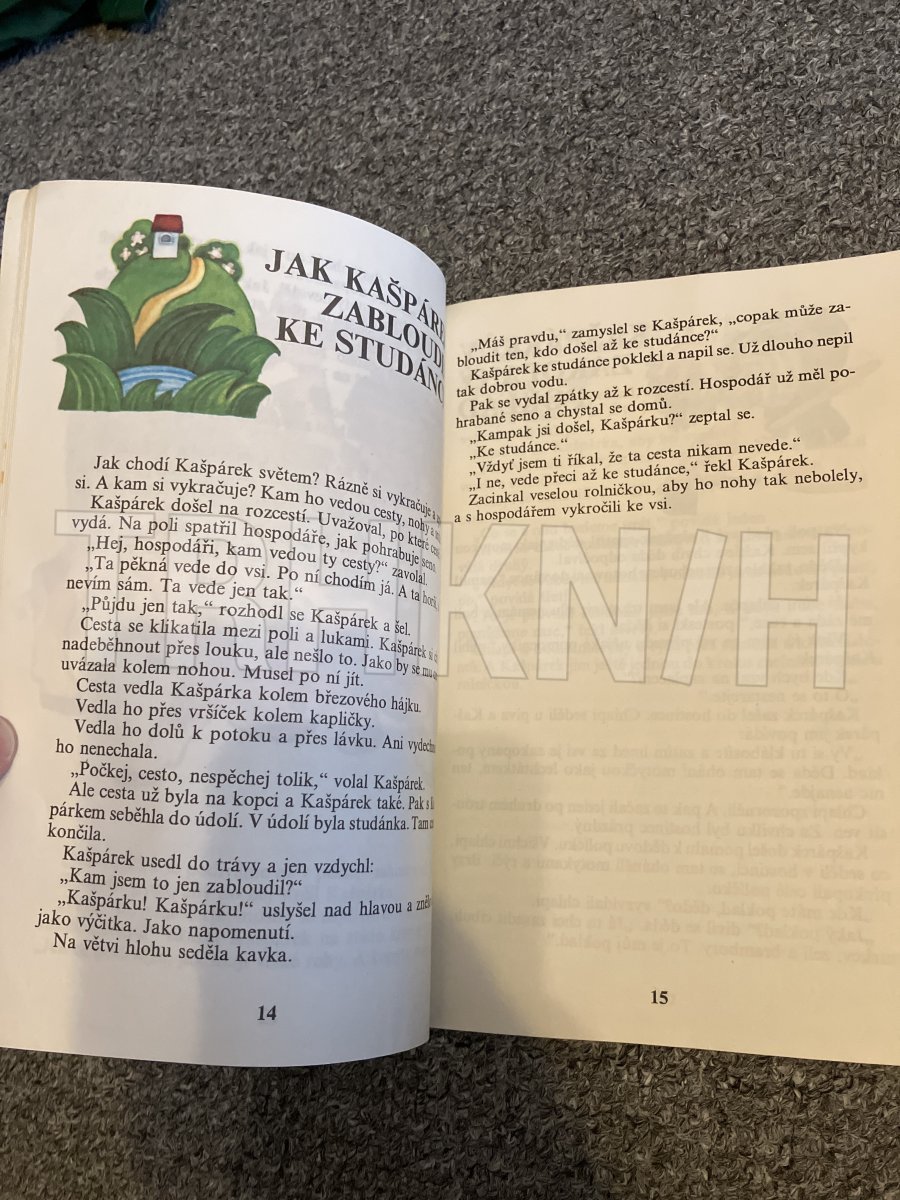 JAK KAŠPÁREK
ZABLOUDIL
KE STUDÁNCE
Jak chodí Kašpárek světem? Rázně si vykračuje a
si. A kam si vykračuje? Kam ho vedou cesty, nohy a
Kašpárek došel na rozcestí. Uvažoval, po které
vydá. Na poli spatřil hospodáře, jak pohrabuje seno.
„Hej, hospodáři, kam vedou ty cesty?“ zavolal.
„Ta pěkná vede do vsi. Po ní chodím já. A ta
nevím sám. Ta vede jen tak.“
„Půjdu jen tak,“ rozhodl se Kašpárek a šel.
Cesta se klikatila mezi poli a lukami. Kašpárek si
nadeběhnout přes louku, ale nešlo to. Jako by se mu
uvázala kolem nohou. Musel po ní jít.
Cesta vedla Kašpárka kolem březového hájku.
Vedla ho přes vršíček kolem kapličky.
Vedla ho dolů k potoku a přes lávku. Ani
ho nenechala.
„Počkej, cesto, nespěchej tolik,“ volal Kašpárek.
Ale cesta už byla na kopci a Kašpárek také. Pak s
párkem seběhla do údolí. V údolí byla studánka. Tam
končila.
Kašpárek usedl do trávy a jen vzdychl:
„Kam jsem to jen zabloudil?“
„Kašpárku! Kašpárku!“ uslyšel nad hlavou a
jako výčitka. Jako napomenutí.
Na větvi hlohu seděla kavka.
14
„Máš pravdu,“ zamyslel se Kašpárek, „copak může za-
bloudit ten, kdo došel až ke studánce?“
Kašpárek ke studánce poklekl a napil se. Už dlouho nepil
tak dobrou vodu.
Pak se vydal zpátky až k rozcestí. Hospodář už měl po-
hrabané seno a chystal se domů.
„Kampak jsi došel, Kašpárku?“ zeptal se.
„Ke studánce.“
„Vždyť jsem ti říkal, že ta cesta nikam nevede.“
„I ne, vede přeci až ke studánce,“ řekl Kašpárek.
Zacinkal veselou rolničkou, aby ho nohy tak nebolely,
a s hospodářem vykročili ke vsi.
15